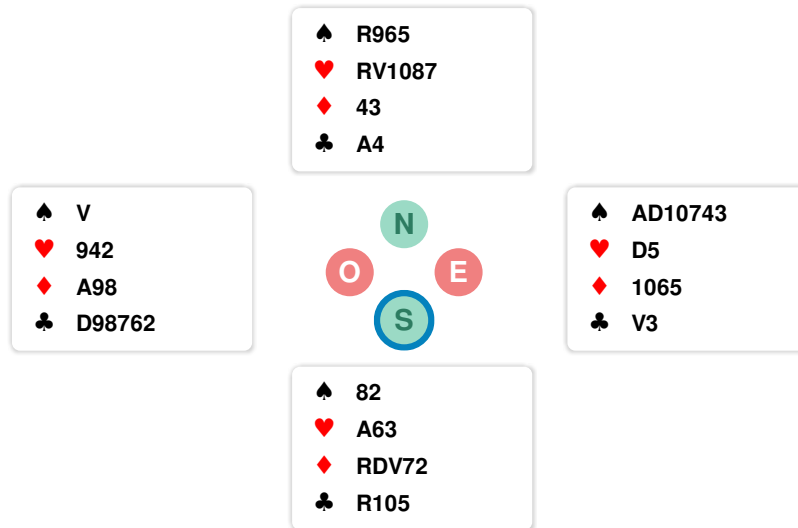 ♠ R965
♥ RV1087
♦ 43
♣ A4
♠ V
♥ 942
♦ A98
♣ D98762
N
O E
S
♠ AD10743
♥ D5
♦ 1065
♣ V3
♠ 82
♥ A63
♦ RDV72
♣ R105